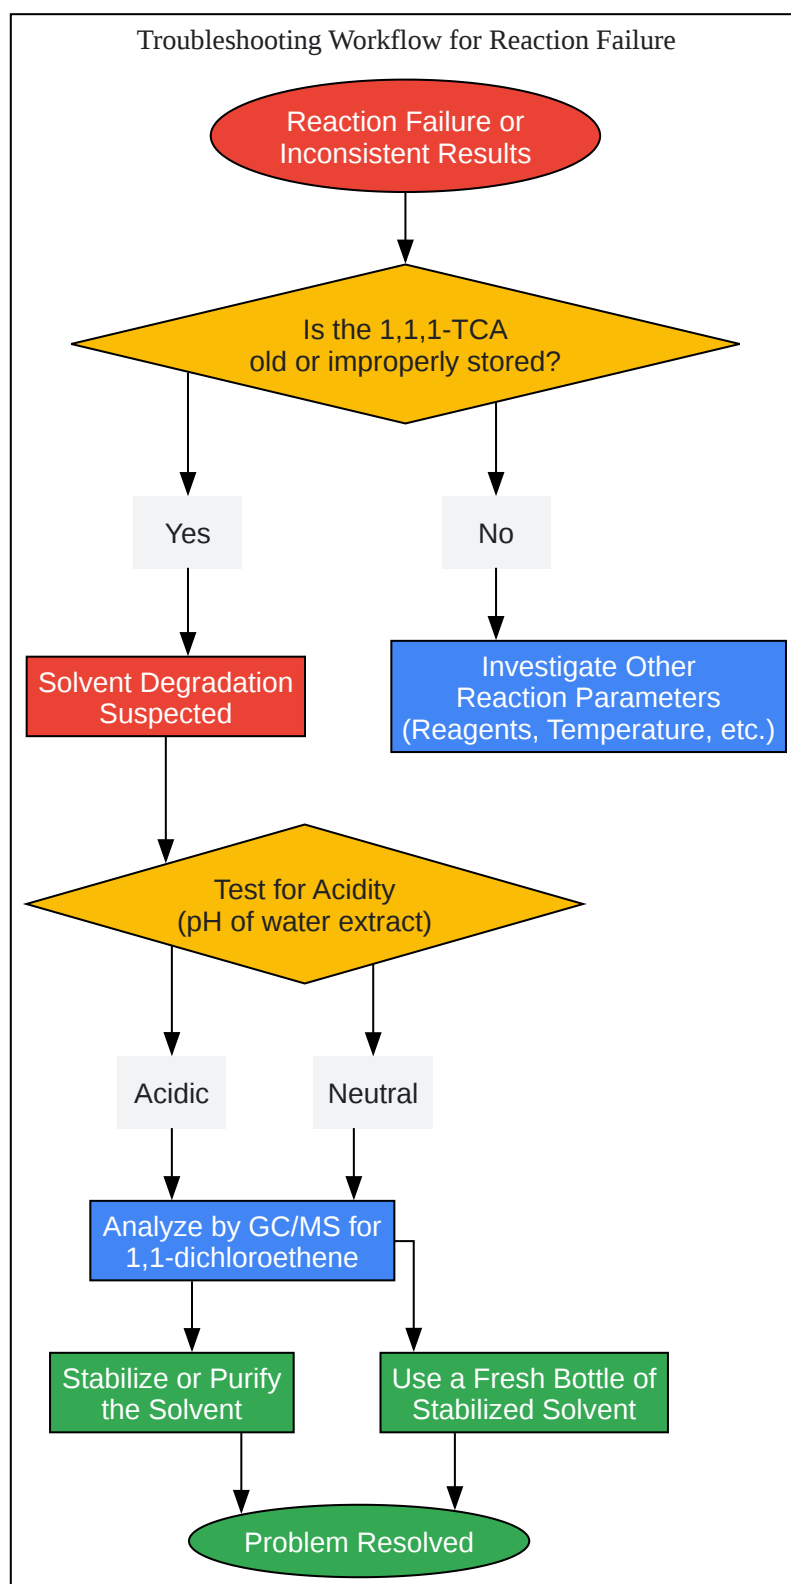 Troubleshooting Workflow for Reaction Failure
Reaction Failure or
Inconsistent Results
Is the 1,1,1-TCA
old or improperly stored?
Yes
No
Solvent Degradation
Suspected
Investigate Other
Reaction Parameters
(Reagents, Temperature, etc.)
Test for Acidity
(pH of water extract)
Acidic
Neutral
Analyze by GC/MS for
1,1-dichloroethene
Stabilize or Purify
the Solvent
Use a Fresh Bottle of
Stabilized Solvent
Problem Resolved